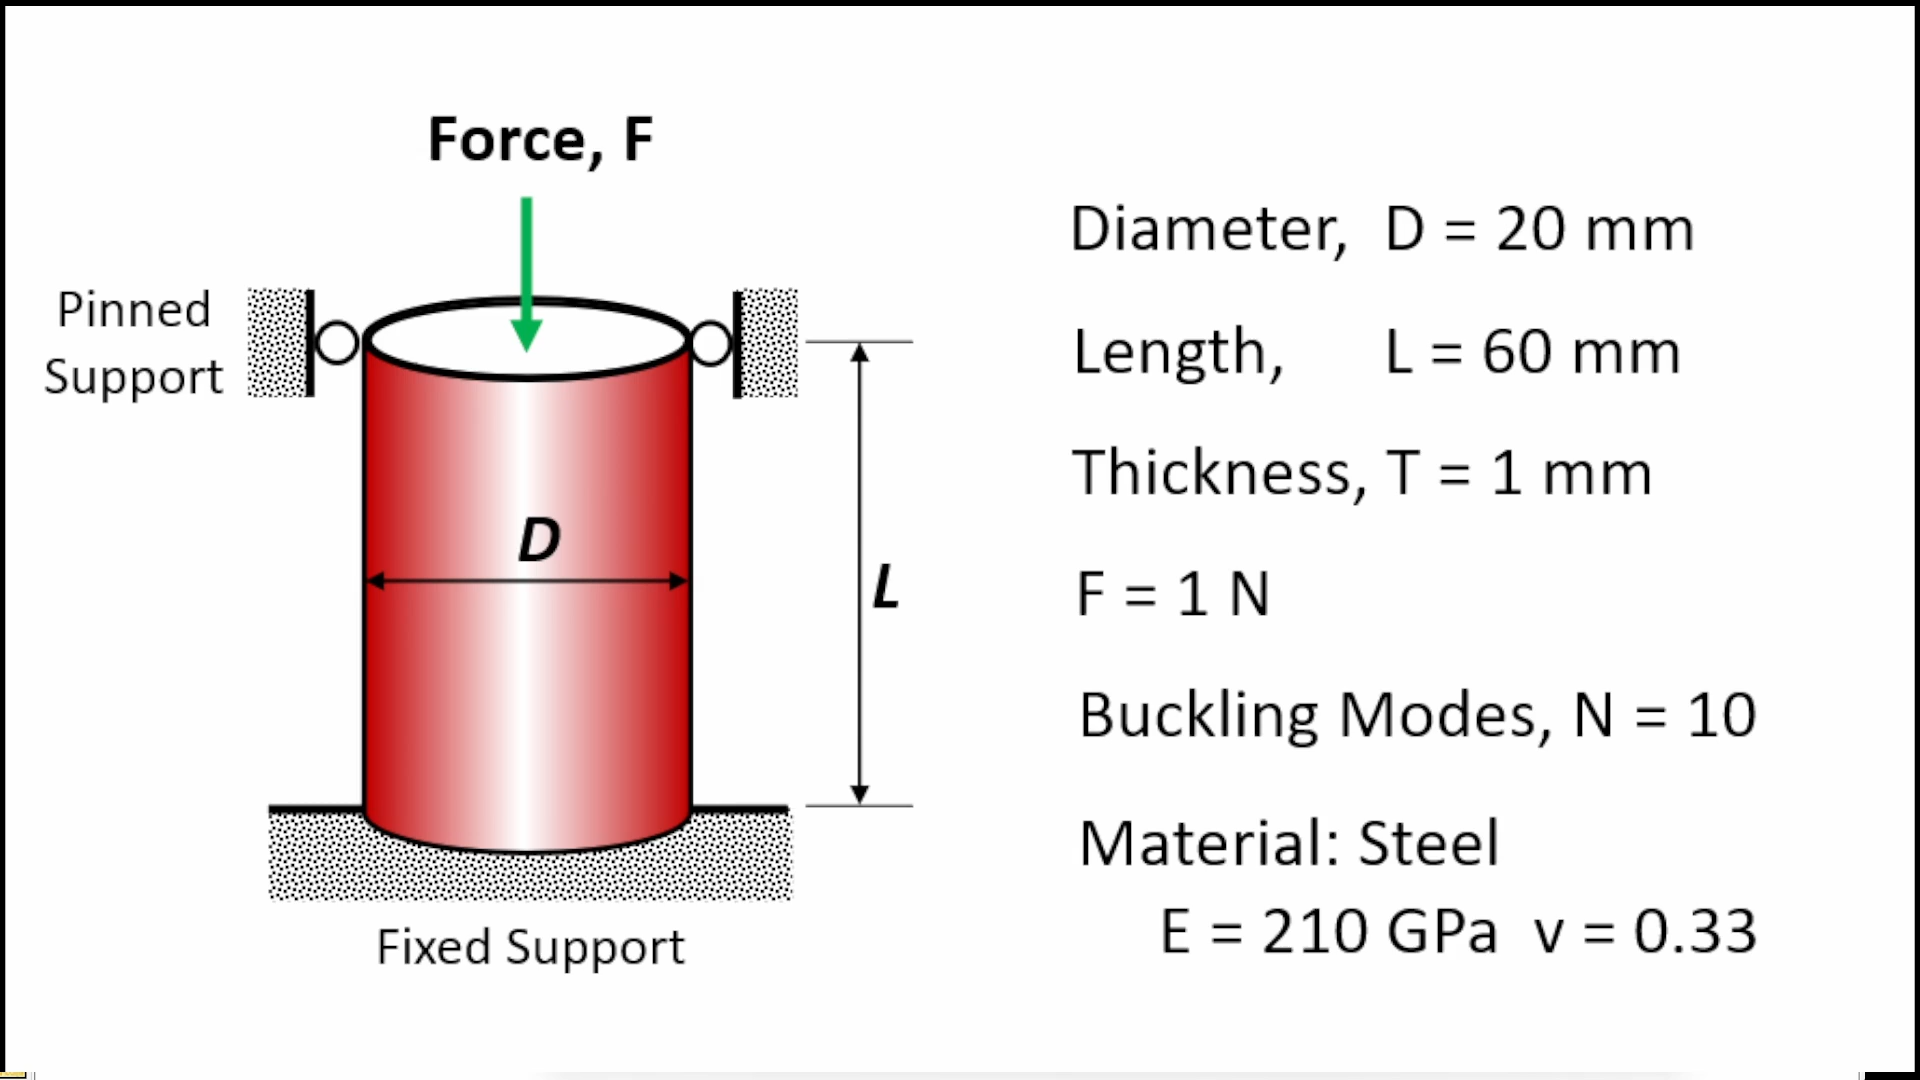 Force, F
Pinned
Support
D
L
Fixed Support
Diameter, D = 20 mm
Length, L = 60 mm
Thickness, T = 1 mm
F = 1 N
Buckling Modes, N = 10
Material: Steel
E = 210 GPa v = 0.33